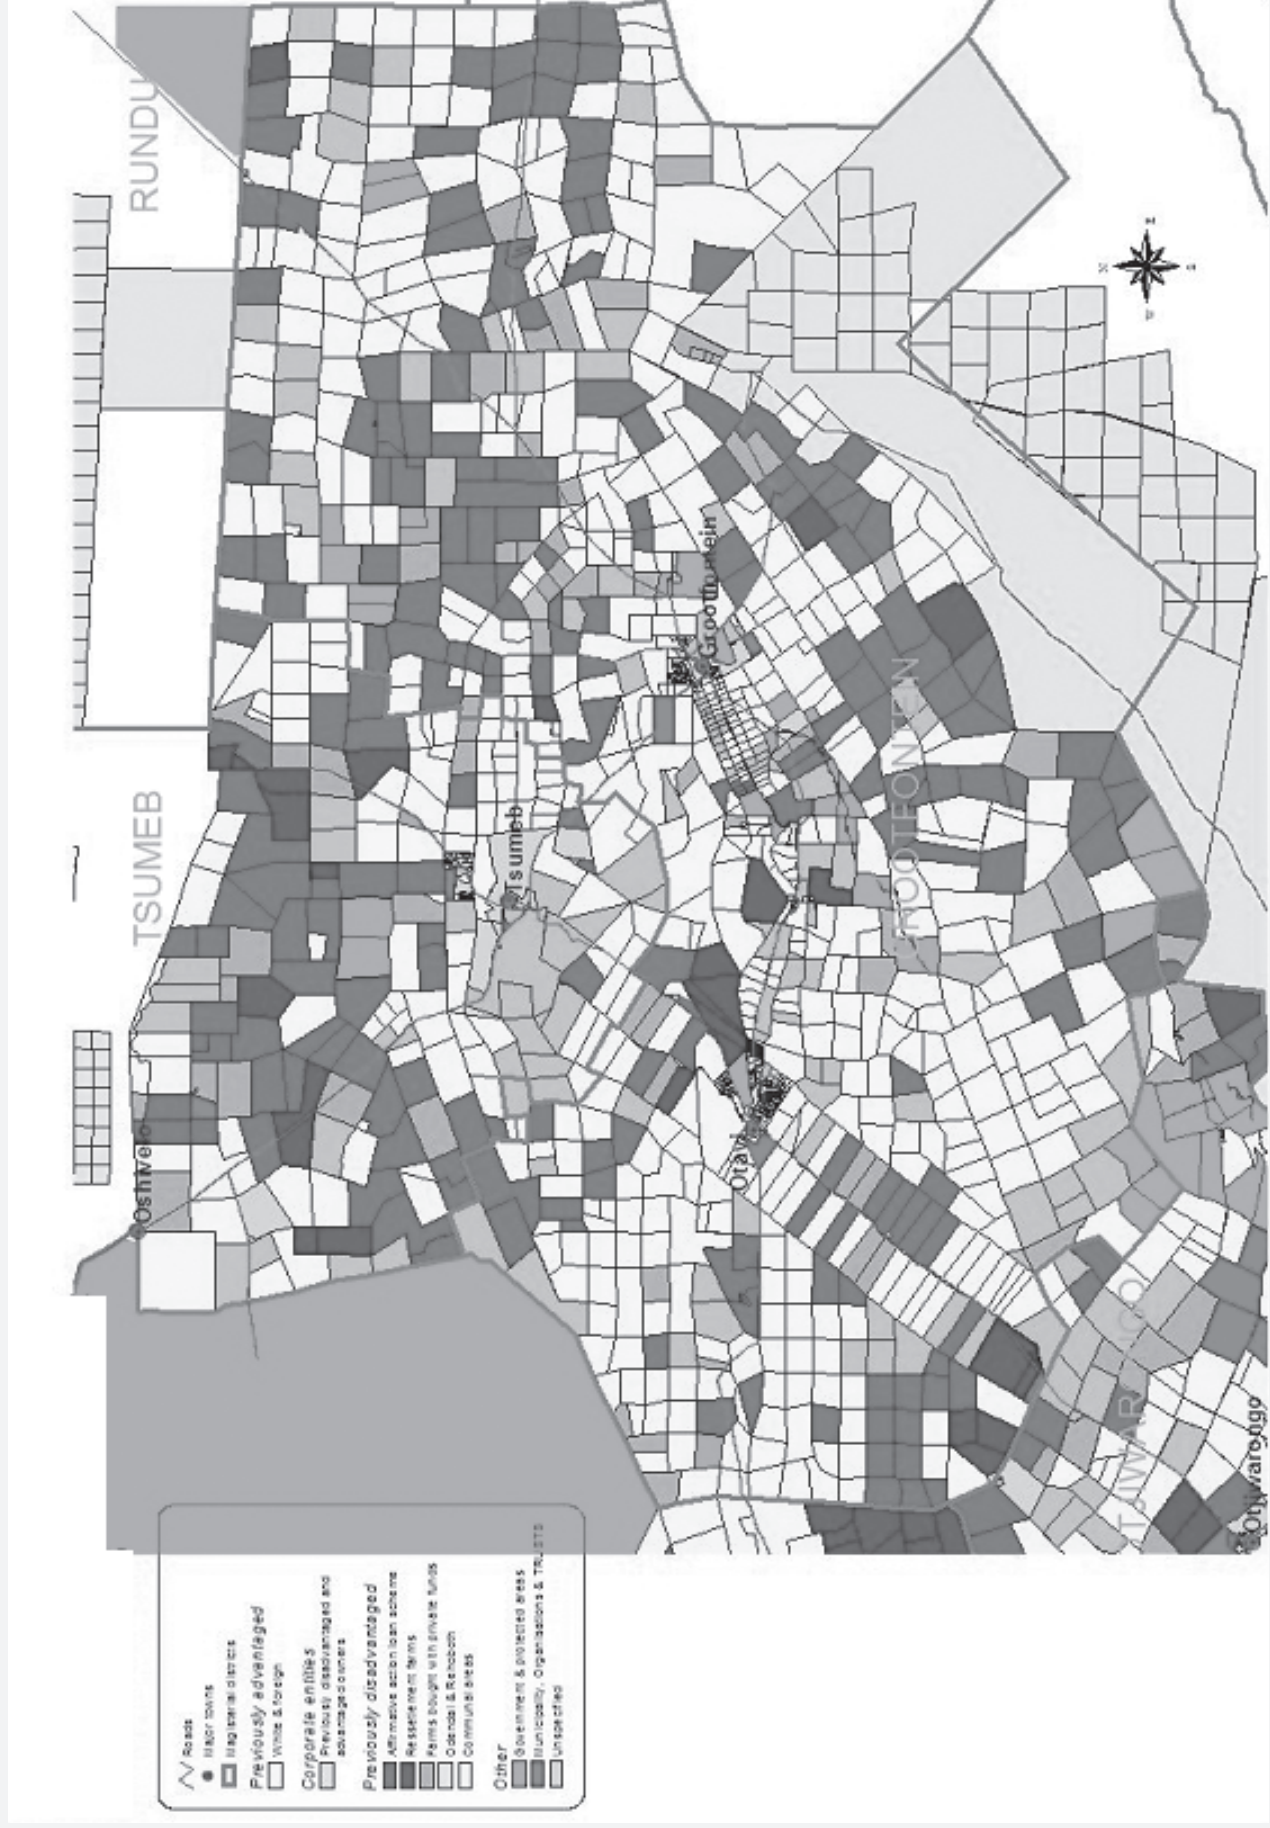 RUNDU
TSUMEB
Oshivelo
Tsumeb
Grootfontein
Otavi
GROOTFONTEIN
OTJIWARONGO
Otjiwarongo
N
E
S
W
Roads
Major towns
Magisterial districts
Previously advantaged
White & foreign
Corporate entities
Previously disadvantaged and
advantaged owners
Previously disadvantaged
Affirmative action loan scheme
Resettlement farms
Farms bought with private funds
Odendal & Rehoboth
Communal areas
Other
Government & protected areas
Municipality, Organisations & TRUSTS
Unspecified